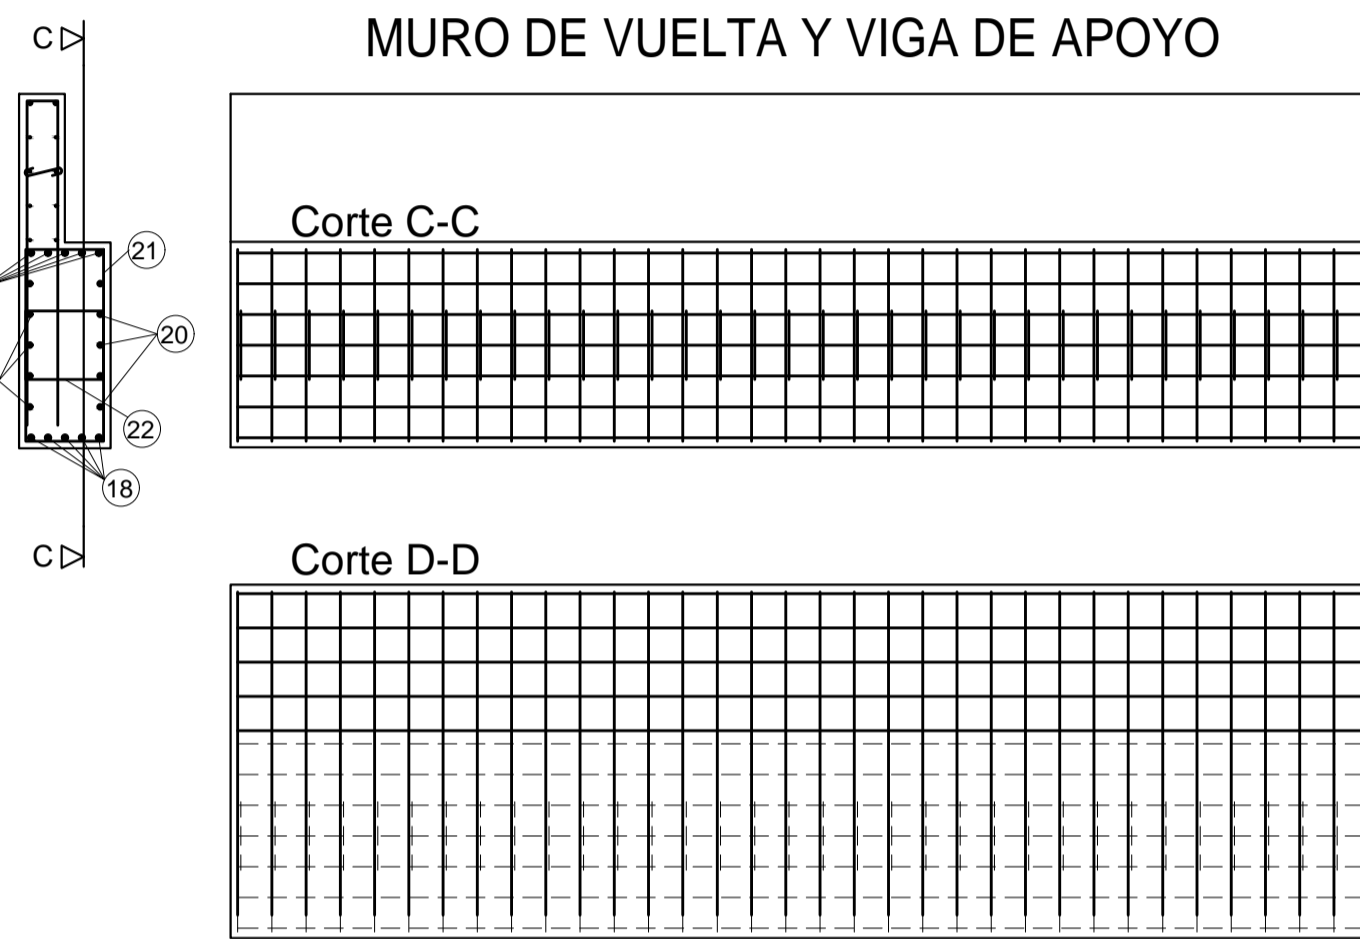 MURO DE VUELTA Y VIGA DE APOYO
C
Corte C-C
21
20
22
18
C
Corte D-D